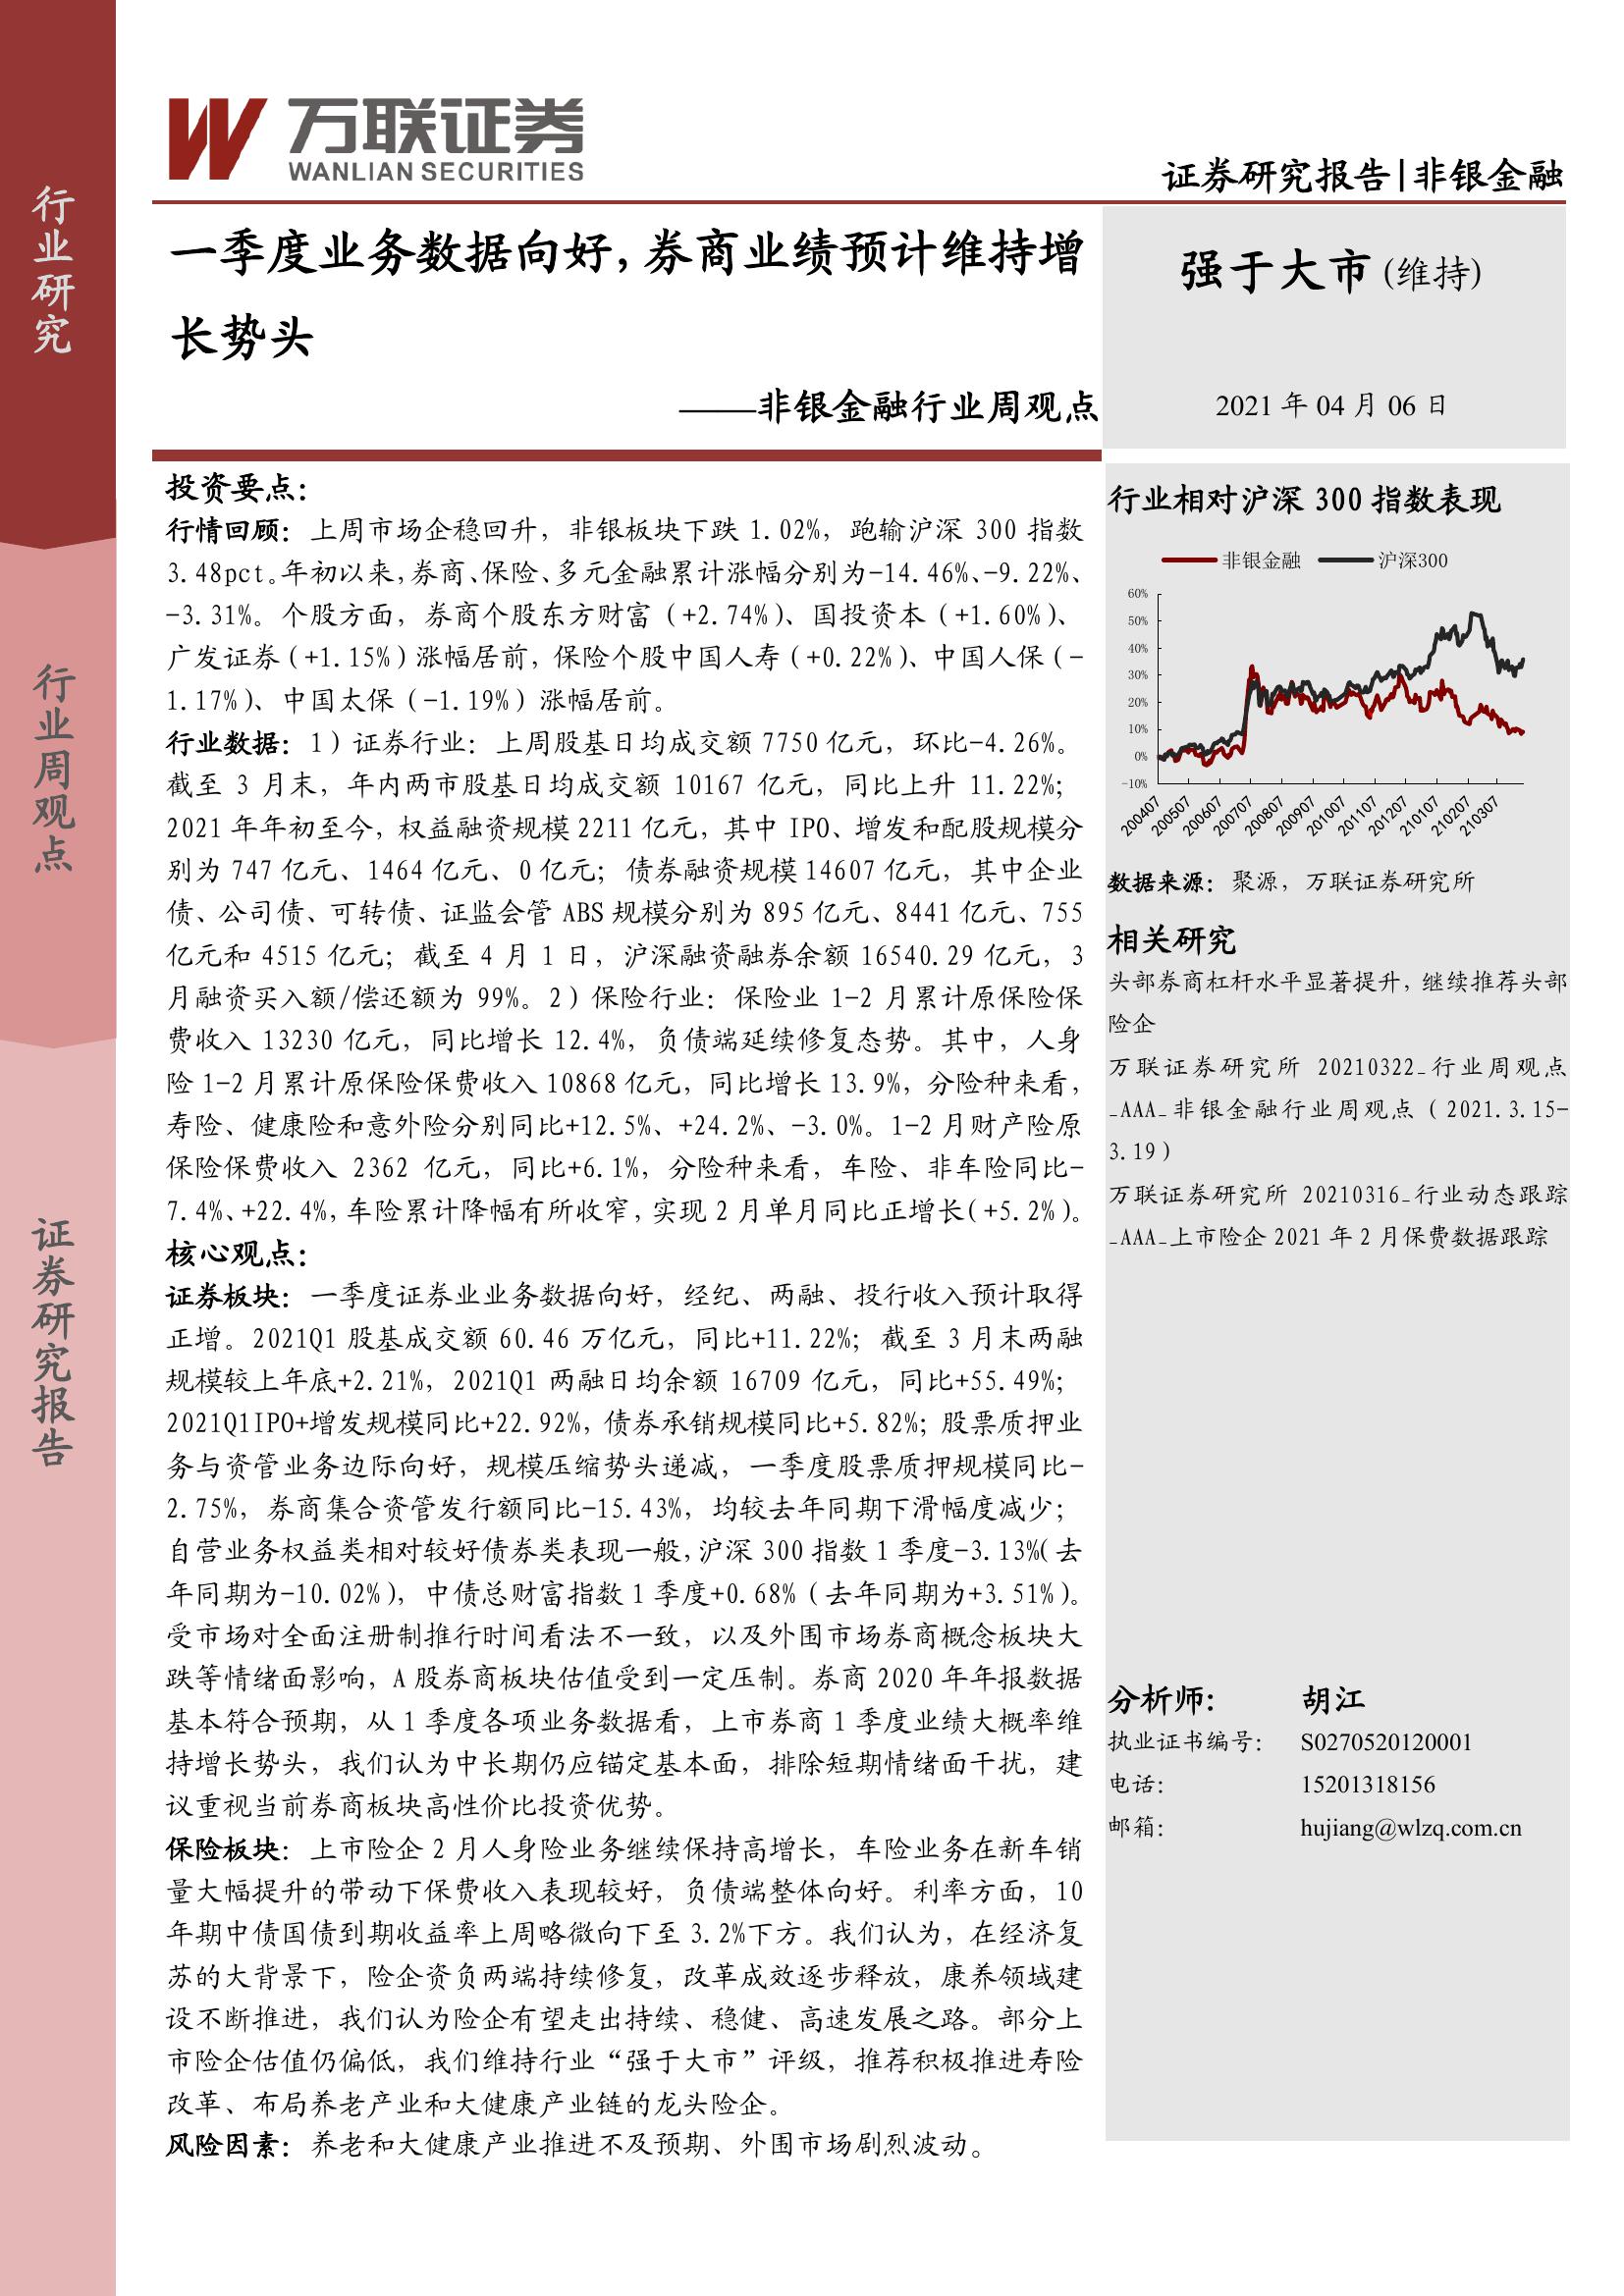 行业研究
行业周观点
证券研究报告
万联证券
WANLIAN SECURITIES
证券研究报告|非银金融
一季度业务数据向好，券商业绩预计维持增
长势头
——非银金融行业周观点
强于大市(维持)
2021 年 04 月 06 日
投资要点：
行情回顾：上周市场企稳回升，非银板块下跌 1.02%，跑输沪深 300 指数
3.48pct。年初以来，券商、保险、多元金融累计涨幅分别为-14.46%、-9.22%、
-3.31%。个股方面，券商个股东方财富（+2.74%）、国投资本（+1.60%）、
广发证券（+1.15%）涨幅居前，保险个股中国人寿（+0.22%）、中国人保（-
1.17%）、中国太保（-1.19%）涨幅居前。
行业数据：1）证券行业：上周股基日均成交额 7750 亿元，环比-4.26%。
截至 3 月末，年内两市股基日均成交额 10167 亿元，同比上升 11.22%；
2021 年年初至今，权益融资规模 2211 亿元，其中 IPO、增发和配股规模分
别为 747 亿元、1464 亿元、0 亿元；债券融资规模 14607 亿元，其中企业
债、公司债、可转债、证监会管 ABS 规模分别为 895 亿元、8441 亿元、755
亿元和 4515 亿元；截至 4 月 1 日，沪深融资融券余额 16540.29 亿元，3
月融资买入额/偿还额为 99%。2）保险行业：保险业 1-2 月累计原保险保
费收入 13230 亿元，同比增长 12.4%，负债端延续修复态势。其中，人身
险 1-2 月累计原保险保费收入 10868 亿元，同比增长 13.9%，分险种来看，
寿险、健康险和意外险分别同比+12.5%、+24.2%、-3.0%。1-2 月财产险原
保险保费收入 2362 亿元，同比+6.1%，分险种来看，车险、非车险同比-
7.4%、+22.4%，车险累计降幅有所收窄，实现 2 月单月同比正增长(+5.2%)。
核心观点：
证券板块：一季度证券业业务数据向好，经纪、两融、投行收入预计取得
正增。2021Q1 股基成交额 60.46 万亿元，同比+11.22%；截至 3 月末两融
规模较上年底+2.21%，2021Q1 两融日均余额 16709 亿元，同比+55.49%；
2021Q1IPO+增发规模同比+22.92%，债券承销规模同比+5.82%；股票质押业
务与资管业务边际向好，规模压缩势头递减，一季度股票质押规模同比-
2.75%，券商集合资管发行额同比-15.43%，均较去年同期下滑幅度减少；
自营业务权益类相对较好债券类表现一般，沪深 300 指数 1 季度-3.13%（去
年同期为-10.02%），中债总财富指数 1 季度+0.68%（去年同期为+3.51%）。
受市场对全面注册制推行时间看法不一致，以及外围市场券商概念板块大
跌等情绪面影响，A 股券商板块估值受到一定压制。券商 2020 年年报数据
基本符合预期，从 1 季度各项业务数据看，上市券商 1 季度业绩大概率维
持增长势头，我们认为中长期仍应锚定基本面，排除短期情绪面干扰，建
议重视当前券商板块高性价比投资优势。
保险板块：上市险企 2 月人身险业务继续保持高增长，车险业务在新车销
量大幅提升的带动下保费收入表现较好，负债端整体向好。利率方面，10
年期中债国债到期收益率上周略微向下至 3.2%下方。我们认为，在经济复
苏的大背景下，险企资负两端持续修复，改革成效逐步释放，康养领域建
设不断推进，我们认为险企有望走出持续、稳健、高速发展之路。部分上
市险企估值仍偏低，我们维持行业“强于大市”评级，推荐积极推进寿险
改革、布局养老产业和大健康产业链的龙头险企。
风险因素：养老和大健康产业推进不及预期、外围市场剧烈波动。
行业相对沪深 300 指数表现
非银金融 沪深300
60%
50%
40%
30%
20%
10%
0%
-10%
200407 200507 200607 200707 200807 200907 201007 201107 201207 210107 210207 210307
数据来源：聚源，万联证券研究所
相关研究
头部券商杠杆水平显著提升，继续推荐头部
险企
万联证券研究所 20210322_行业周观点
_AAA_非银金融行业周观点（2021.3.15-
3.19）
万联证券研究所 20210316_行业动态跟踪
_AAA_上市险企 2021 年 2 月保费数据跟踪
分析师: 胡江
执业证书编号: S0270520120001
电话: 15201318156
邮箱: hujiang@wlzq.com.cn